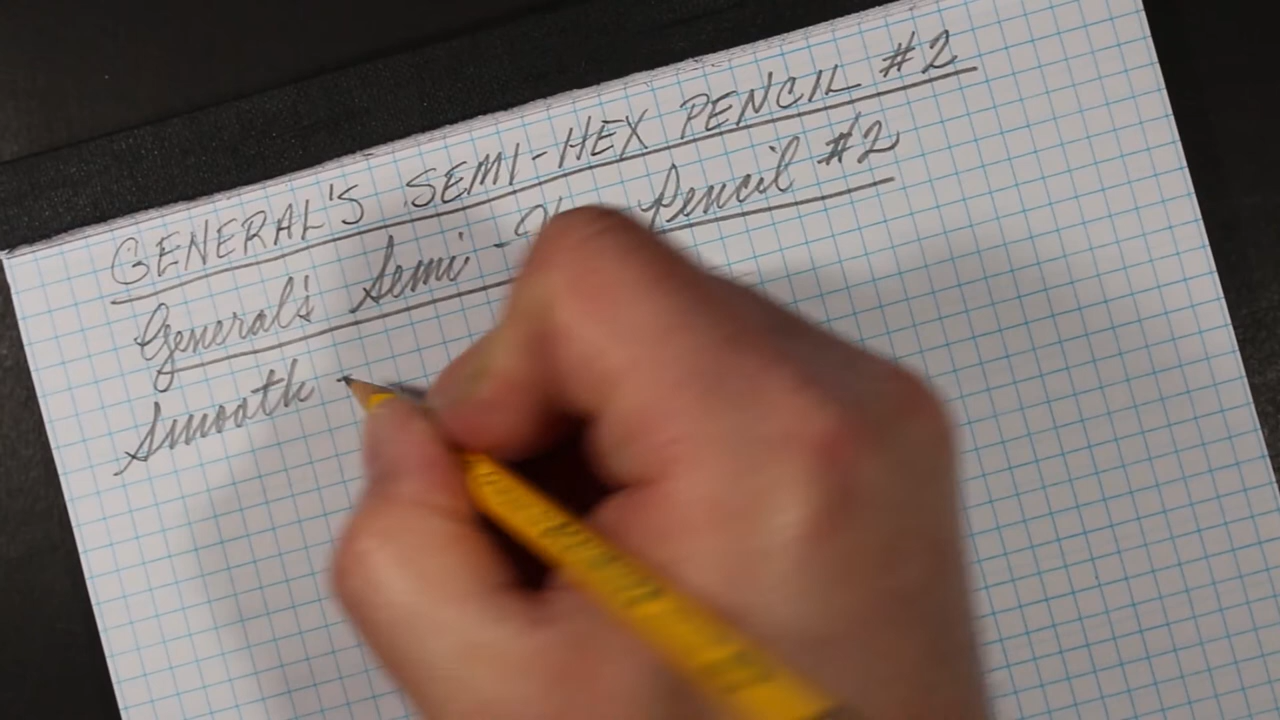 GENERAL'S SEMI-HEX PENCIL #2
General's Semi - Pencil #2
Smooth